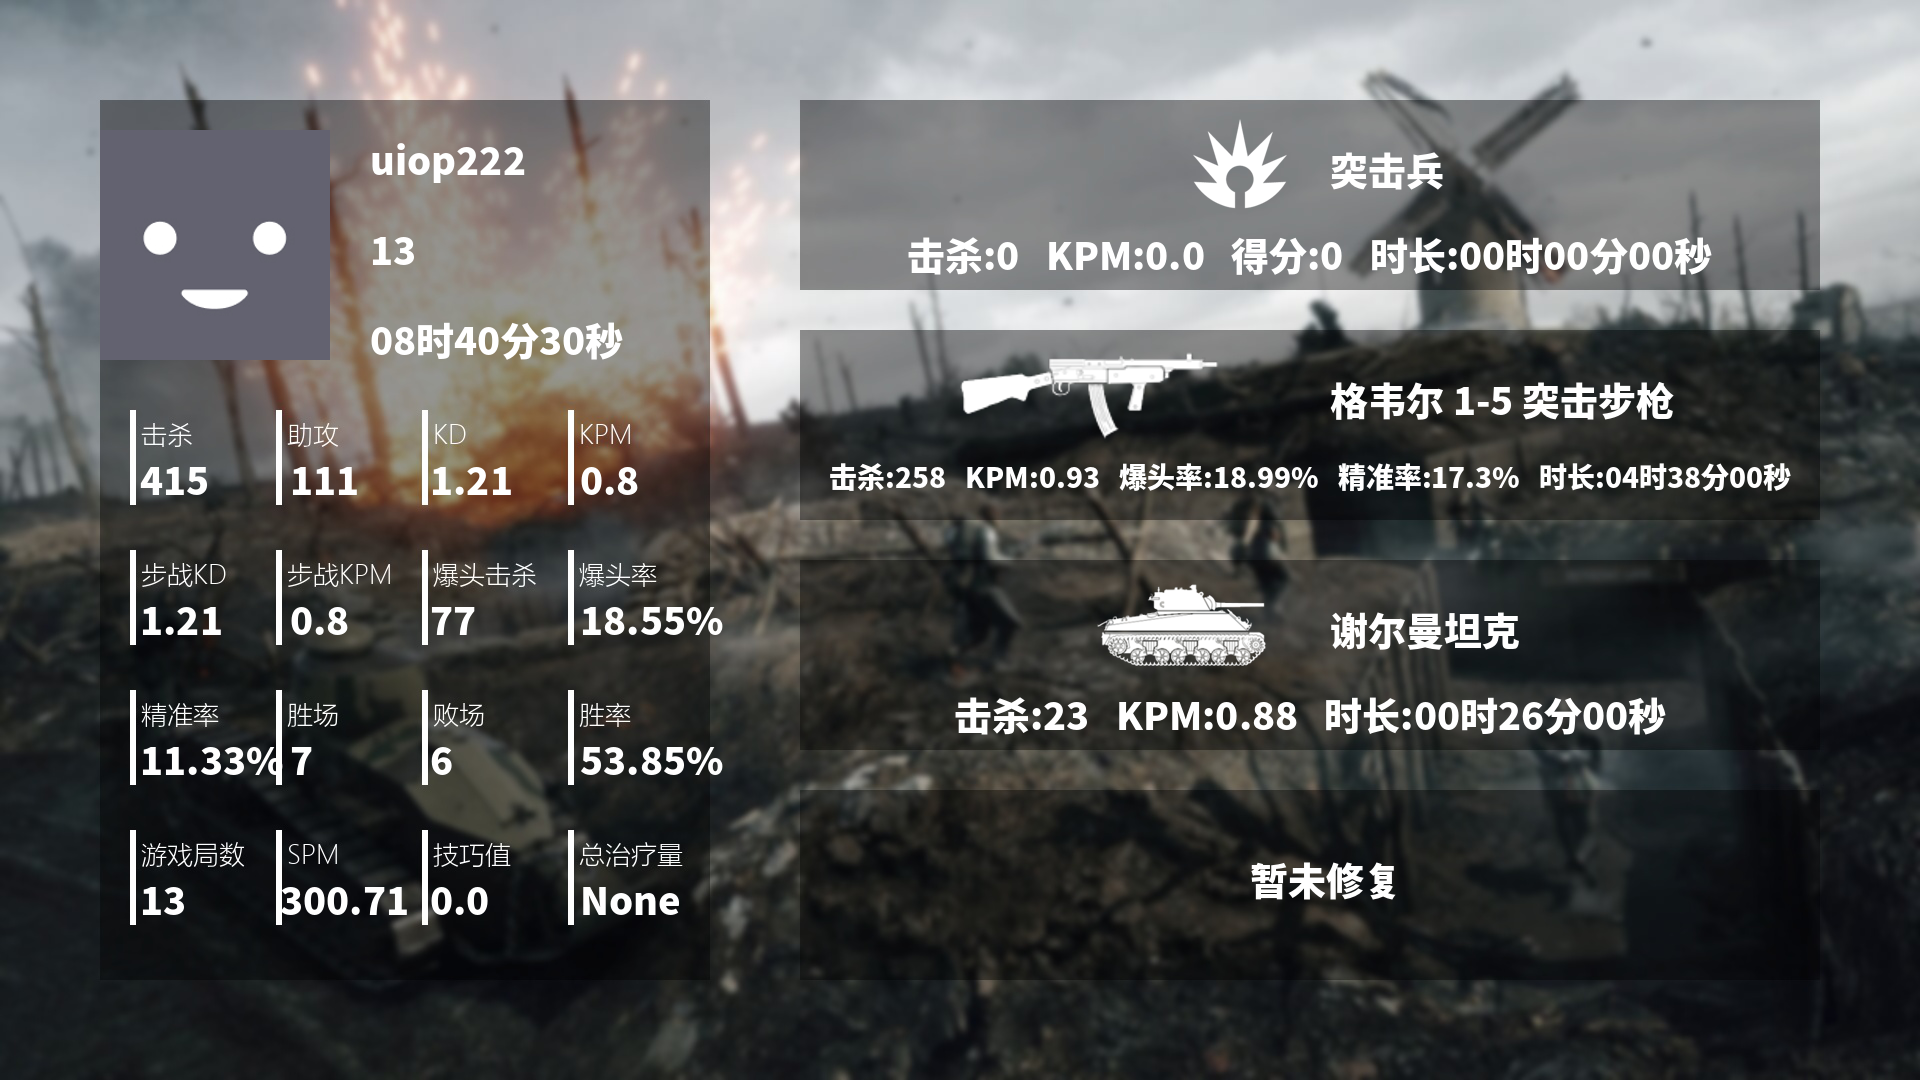 uiop222
13
08时40分30秒
击杀 助攻 KD KPM
415 111 1.21 0.8
步战KD 步战KPM 爆头击杀 爆头率
1.21 0.8 77 18.55%
精准率 胜场 败场 胜率
11.33% 7 6 53.85%
游戏局数 SPM 技巧值 总治疗量
13 300.71 0.0 None
突击兵
击杀:0 KPM:0.0 得分:0 时长:00时00分00秒
格韦尔 1-5 突击步枪
击杀:258 KPM:0.93 爆头率:18.99% 精准率:17.3% 时长:04时38分00秒
谢尔曼坦克
击杀:23 KPM:0.88 时长:00时26分00秒
暂未修复